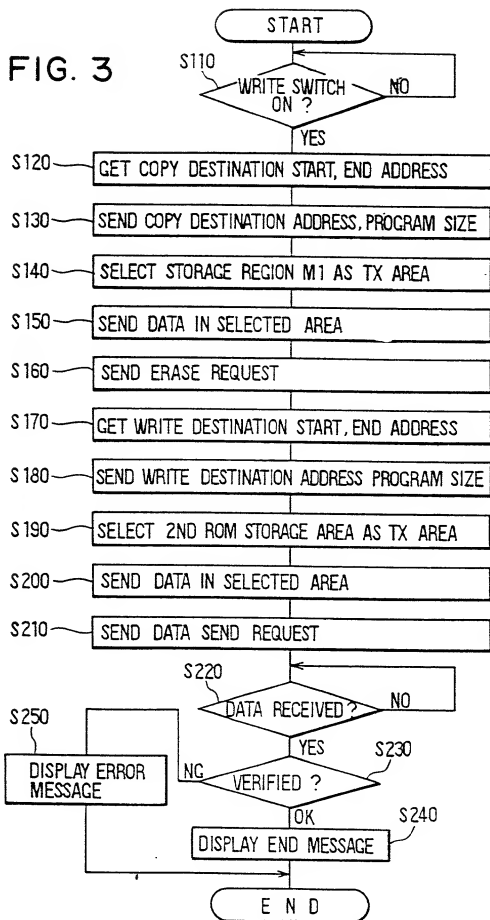 START
FIG. 3
S110
WRITE SWITCH
ON ?
NO
YES
S120
GET COPY DESTINATION START, END ADDRESS
S130
SEND COPY DESTINATION ADDRESS, PROGRAM SIZE
S140
SELECT STORAGE REGION M1 AS TX AREA
S150
SEND DATA IN SELECTED AREA
S160
SEND ERASE REQUEST
S170
GET WRITE DESTINATION START, END ADDRESS
S180
SEND WRITE DESTINATION ADDRESS PROGRAM SIZE
S190
SELECT 2ND ROM STORAGE AREA AS TX AREA
S200
SEND DATA IN SELECTED AREA
S210
SEND DATA SEND REQUEST
S220
DATA RECEIVED ?
NO
YES
S250
S230
DISPLAY ERROR
MESSAGE
NG
VERIFIED ?
OK
S240
DISPLAY END MESSAGE
END